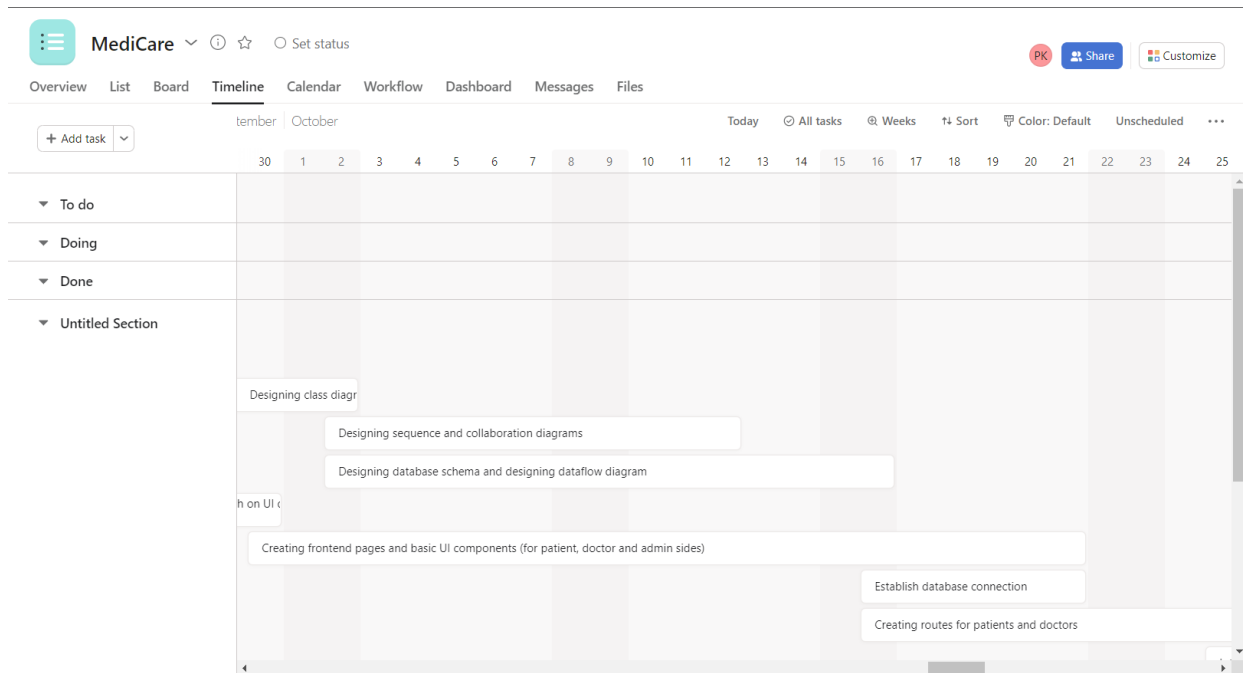 MediCare Set status
PK Share Customize
Overview List Board Timeline Calendar Workflow Dashboard Messages Files
+ Add task
tember October Today All tasks Weeks Sort Color: Default Unscheduled
30 1 2 3 4 5 6 7 8 9 10 11 12 13 14 15 16 17 18 19 20 21 22 23 24 25
To do
Doing
Done
Untitled Section
Designing class diagr
Designing sequence and collaboration diagrams
Designing database schema and designing dataflow diagram
h on UI
Creating frontend pages and basic UI components (for patient, doctor and admin sides)
Establish database connection
Creating routes for patients and doctors